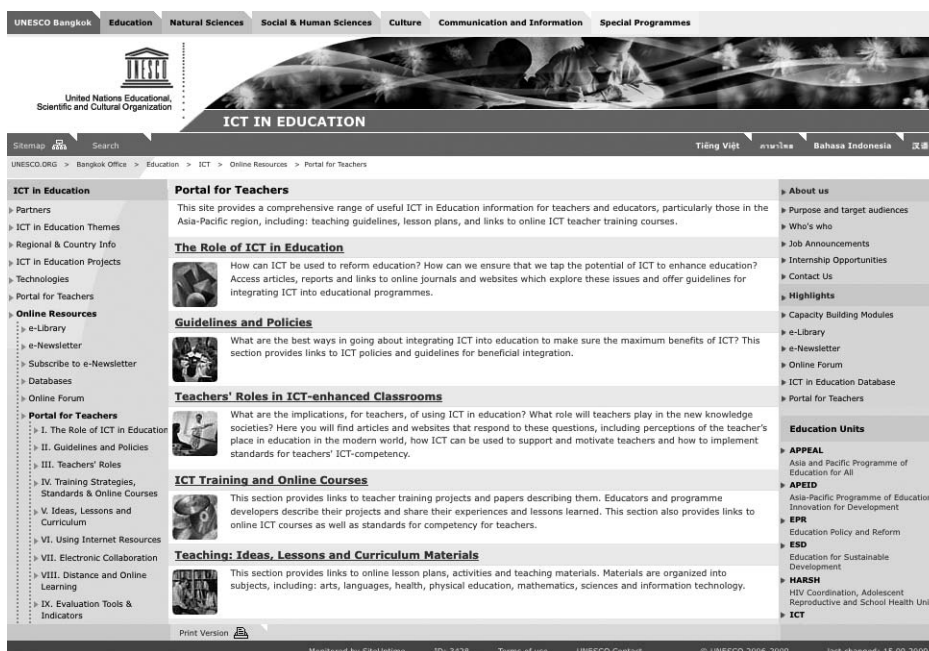 UNESCO Bangkok Education Natural Sciences Social & Human Sciences Culture Communication and Information Special Programmes
UNESCO
United Nations Educational,
Scientific and Cultural Organization
ICT IN EDUCATION
Sitemap Search Tiếng Việt ภาษาไทย Bahasa Indonesia 汉语
UNESCO.ORG > Bangkok Office > Education > ICT > Online Resources > Portal for Teachers
ICT in Education
Partners
ICT in Education Themes
Regional & Country Info
ICT in Education Projects
Technologies
Portal for Teachers
Online Resources
e-Library
e-Newsletter
Subscribe to e-Newsletter
Databases
Online Forum
Portal for Teachers
I. The Role of ICT in Education
II. Guidelines and Policies
III. Teachers' Roles
IV. Training Strategies,
Standards & Online Courses
V. Ideas, Lessons and
Curriculum
VI. Using Internet Resources
VII. Electronic Collaboration
VIII. Distance and Online
Learning
IX. Evaluation Tools &
Indicators
Portal for Teachers
This site provides a comprehensive range of useful ICT in Education information for teachers and educators, particularly those in the
Asia-Pacific region, including: teaching guidelines, lesson plans, and links to online ICT teacher training courses.
The Role of ICT in Education
How can ICT be used to reform education? How can we ensure that we tap the potential of ICT to enhance education?
Access articles, reports and links to online journals and websites which explore these issues and offer guidelines for
integrating ICT into educational programmes.
Guidelines and Policies
What are the best ways in going about integrating ICT into education to make sure the maximum benefits of ICT? This
section provides links to ICT policies and guidelines for beneficial integration.
Teachers' Roles in ICT-enhanced Classrooms
What are the implications, for teachers, of using ICT in education? What role will teachers play in the new knowledge
societies? Here you will find articles and websites that respond to these questions, including perceptions of the teacher's
place in education in the modern world, how ICT can be used to support and motivate teachers and how to implement
standards for teachers' ICT-competency.
ICT Training and Online Courses
This section provides links to teacher training projects and papers describing them. Educators and programme
developers describe their projects and share their experiences and lessons learned. This section also provides links to
online ICT courses as well as standards for competency for teachers.
Teaching: Ideas, Lessons and Curriculum Materials
This section provides links to online lesson plans, activities and teaching materials. Materials are organized into
subjects, including: arts, languages, health, physical education, mathematics, sciences and information technology.
Print Version
About us
Purpose and target audiences
Who's who
Job Announcements
Internship Opportunities
Contact Us
Highlights
Capacity Building Modules
e-Library
e-Newsletter
Online Forum
ICT in Education Database
Portal for Teachers
Education Units
APPEAL
Asia and Pacific Programme of
Education for All
APEID
Asia-Pacific Programme of Education
Innovation for Development
EPR
Education Policy and Reform
ESD
Education for Sustainable
Development
HARSH
HIV Coordination, Adolescent
Reproductive and School Health Uni
ICT
Monitored by SiteUptime ID: 3428 Terms of use UNESCO Contact © UNESCO 2006-2009 last changed: 15.09.2009